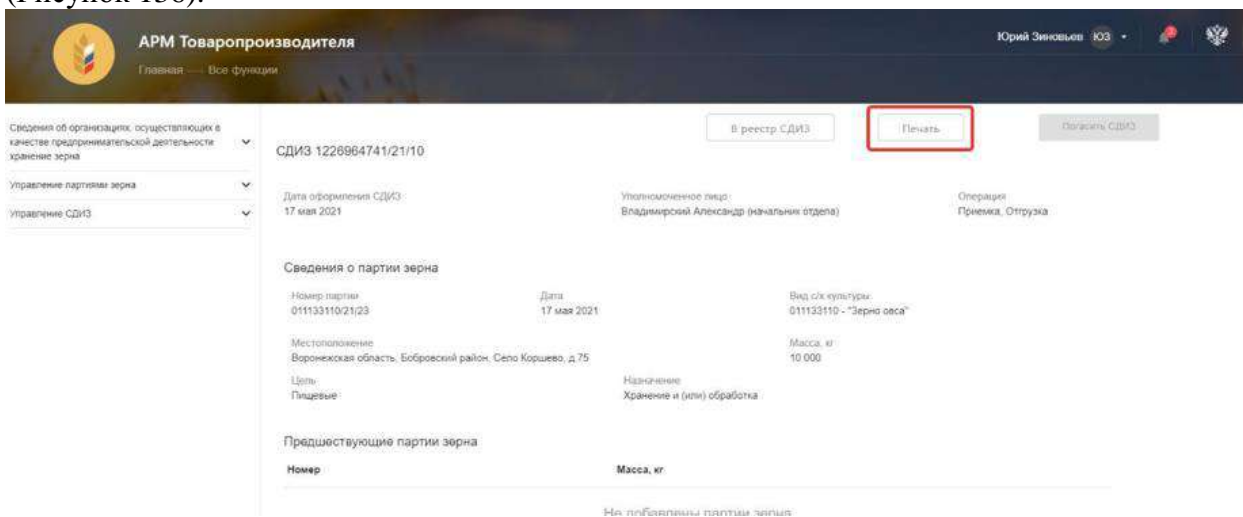 (Рисунок 136).
АРМ Товаропроизводителя
Главная — Все функции
Юрий Зиновьев ЮЗ
Сведения об организациях, осуществляющих в
качестве предпринимательской деятельности
хранение зерна
Управление партиями зерна
Управление СДИЗ
СДИЗ 1226964741/21/10
В реестр СДИЗ
Печать
Погасить СДИЗ
Дата оформления СДИЗ
Уполномоченное лицо
Операция
17 мая 2021
Владимирский Александр (начальник отдела)
Приемка, Отгрузка
Сведения о партии зерна
Номер партии
Дата
Вид с/х культуры
011133110/21/23
17 мая 2021
011133110 - "Зерно овса"
Местоположение
Масса, кг
Воронежская область, Бобровский район, Село Коршево, д.75
10 000
Цель
Назначение
Пищевые
Хранение и (или) обработка
Предшествующие партии зерна
Номер
Масса, кг
Не добавлены партии зерна